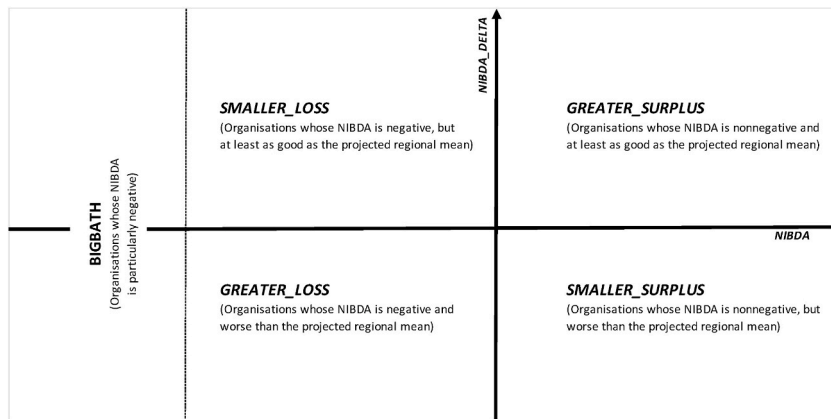 NIBDA_DELTA
SMALLER_LOSS
(Organisations whose NIBDA is negative, but
at least as good as the projected regional mean)
GREATER_SURPLUS
(Organisations whose NIBDA is nonnegative and
at least as good as the projected regional mean)
BIGBATH
(Organisations whose NIBDA
is particularly negative)
NIBDA
GREATER_LOSS
(Organisations whose NIBDA is negative and
worse than the projected regional mean)
SMALLER_SURPLUS
(Organisations whose NIBDA is nonnegative, but
worse than the projected regional mean)